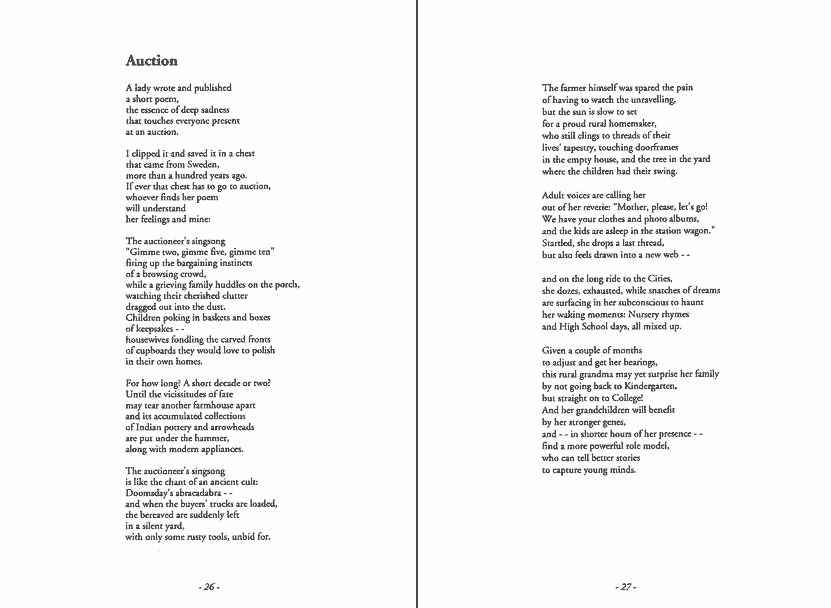 Auction
A lady wrote and published
a short poem,
the essence of deep sadness
that touches everyone present
at an auction.
I clipped it and saved it in a chest
that came from Sweden,
more than a hundred years ago.
If ever that chest has to go to auction,
whoever finds her poem
will understand
her feelings and mine:
The auctioneer's singsong
"Gimme two, gimme five, gimme ten"
firing up the bargaining instincts
of a browsing crowd,
while a grieving family huddles on the porch,
watching their cherished clutter
dragged out into the dust.
Children poking in baskets and boxes
of keepsakes - -
housewives fondling the carved fronts
of cupboards they would love to polish
in their own homes.
For how long? A short decade or two?
Until the vicissitudes of fate
may tear another farmhouse apart
and its accumulated collections
of Indian pottery and arrowheads
are put under the hammer,
along with modern appliances.
The auctioneer's singsong
is like the chant of an ancient cult:
Doomsday's abracadabra - -
and when the buyers' trucks are loaded,
the bereaved are suddenly left
in a silent yard,
with only some rusty tools, unbid for.
- 26 -
The farmer himself was spared the pain
of having to watch the unravelling,
but the sun is slow to set
for a proud rural homemaker,
who still clings to threads of their
lives' tapestry, touching doorframes
in the empty house, and the tree in the yard
where the children had their swing.
Adult voices are calling her
out of her reverie: "Mother, please, let's go!
We have your clothes and photo albums,
and the kids are asleep in the station wagon."
Startled, she drops a last thread,
but also feels drawn into a new web - -
and on the long ride to the Cities,
she dozes, exhausted, while snatches of dreams
are surfacing in her subconscious to haunt
her waking moments: Nursery rhymes
and High School days, all mixed up.
Given a couple of months
to adjust and get her bearings,
this rural grandma may yet surprise her family
by not going back to Kindergarten,
but straight on to College!
And her grandchildren will benefit
by her stronger genes,
and - - in shorter hours of her presence - -
find a more powerful role model,
who can tell better stories
to capture young minds.
- 27 -